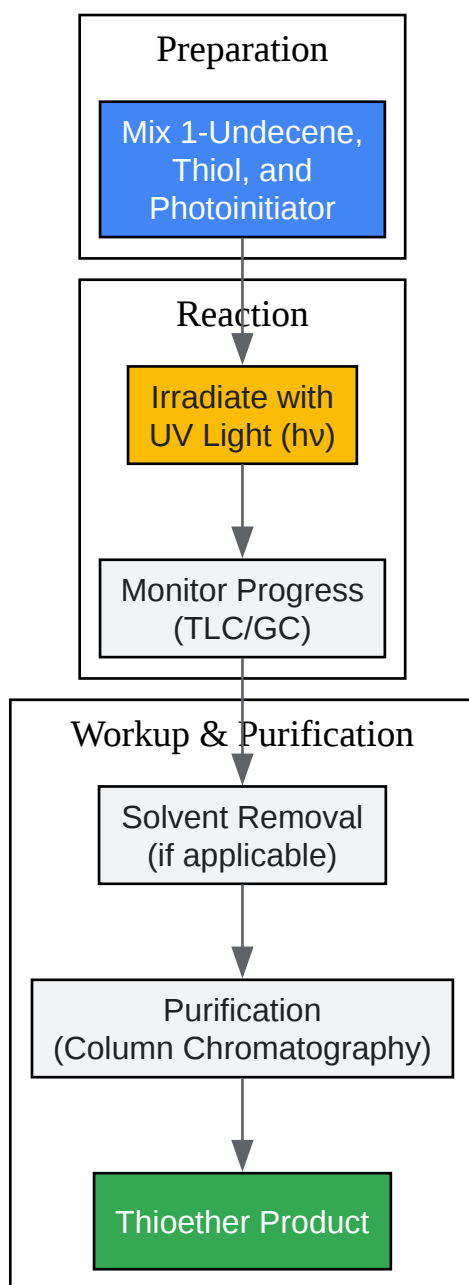 Preparation
Mix 1-Undecene,
Thiol, and
Photoinitiator
Reaction
Irradiate with
UV Light (hν)
Monitor Progress
(TLC/GC)
Workup & Purification
Solvent Removal
(if applicable)
Purification
(Column Chromatography)
Thioether Product